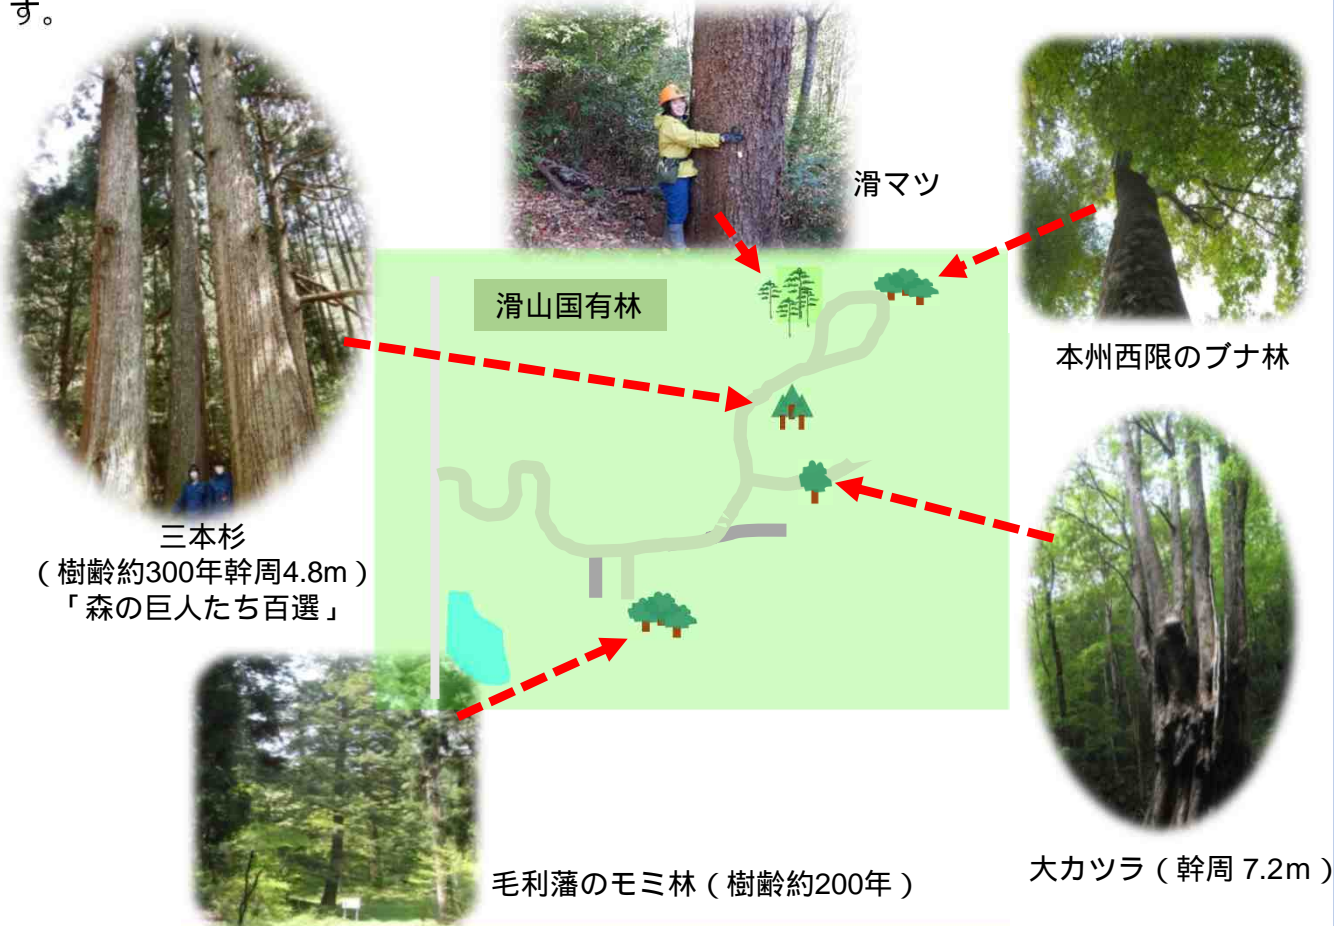 す。
滑マツ
滑山国有林
本州西限のブナ林
三本杉
（樹齢約300年幹周4.8m）
「森の巨人たち百選」
毛利藩のモミ林（樹齢約200年）
大カツラ（幹周 7.2m）